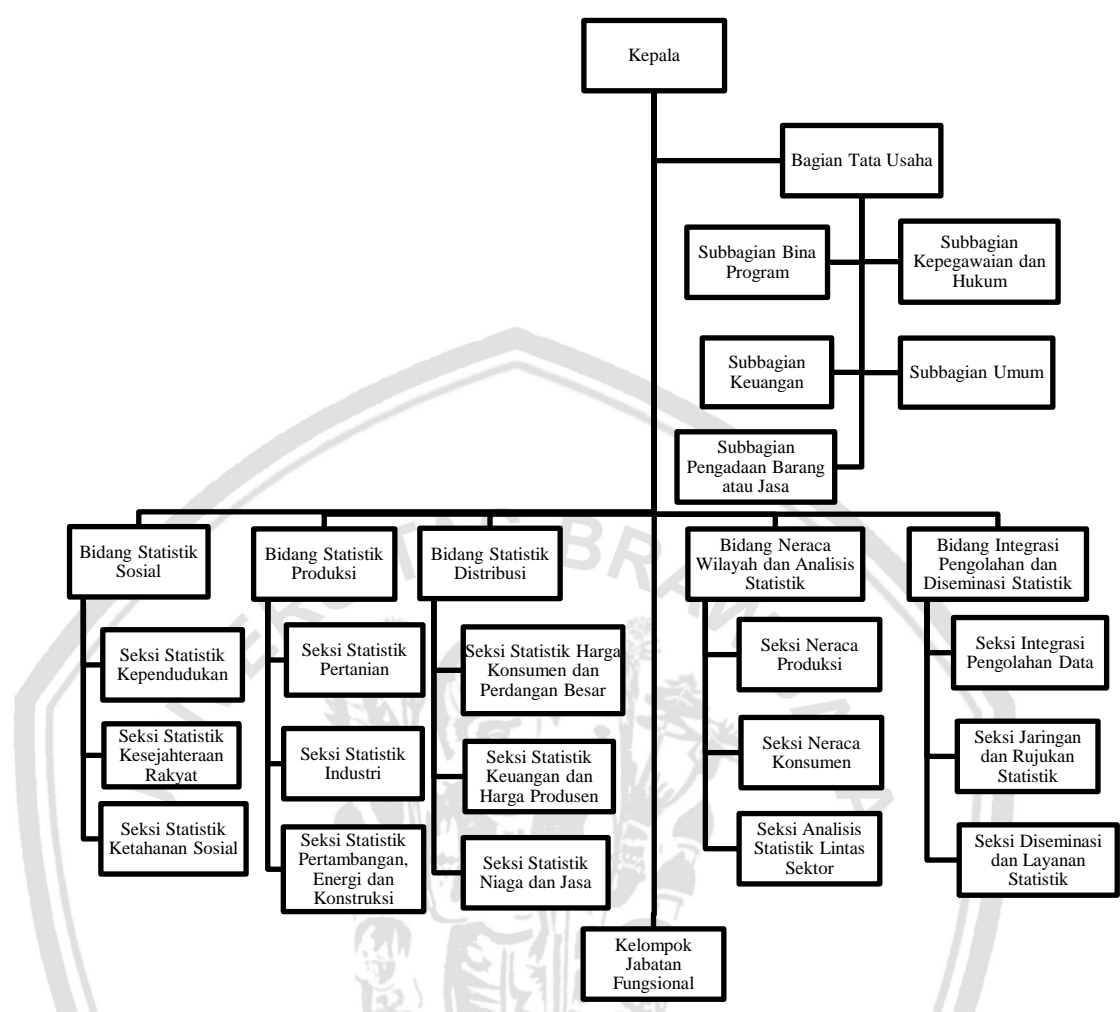 Kepala
Bagian Tata Usaha
Subbagian Bina
Program
Subbagian
Kepegawaian dan
Hukum
Subbagian
Keuangan
Subbagian Umum
Subbagian
Pengadaan Barang
atau Jasa
Bidang Statistik
Sosial
Bidang Statistik
Produksi
Bidang Statistik
Distribusi
Bidang Neraca
Wilayah dan Analisis
Statistik
Bidang Integrasi
Pengolahan dan
Diseminasi Statistik
Seksi Statistik
Kependudukan
Seksi Statistik
Kesejahteraan
Rakyat
Seksi Statistik
Ketahanan Sosial
Seksi Statistik
Pertanian
Seksi Statistik
Industri
Seksi Statistik
Pertambangan,
Energi dan
Konstruksi
Seksi Statistik Harga
Konsumen dan
Perdangan Besar
Seksi Statistik
Keuangan dan
Harga Produsen
Seksi Statistik
Niaga dan Jasa
Seksi Neraca
Produksi
Seksi Neraca
Konsumen
Seksi Analisis
Statistik Lintas
Sektor
Seksi Integrasi
Pengolahan Data
Seksi Jaringan
dan Rujukan
Statistik
Seksi Diseminasi
dan Layanan
Statistik
Kelompok
Jabatan
Fungsional